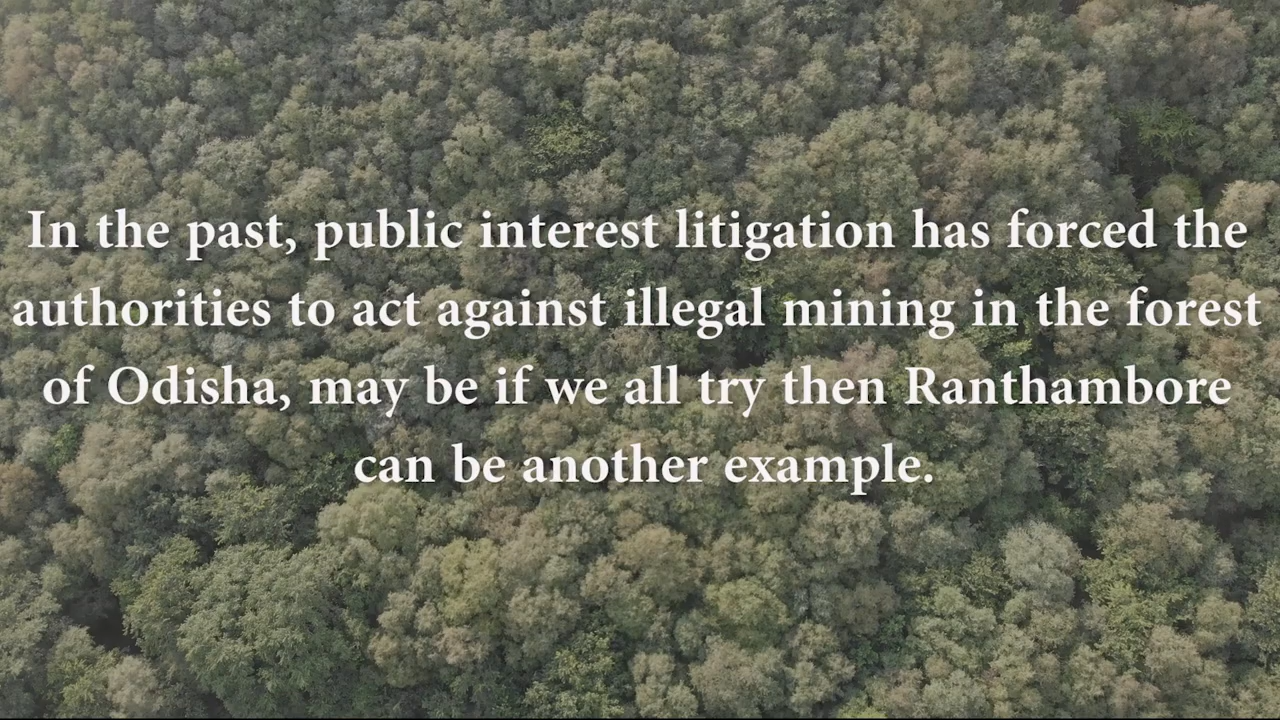 In the past, public interest litigation has forced the
authorities to act against illegal mining in the forest
of Odisha, may be if we all try then Ranthambore
can be another example.